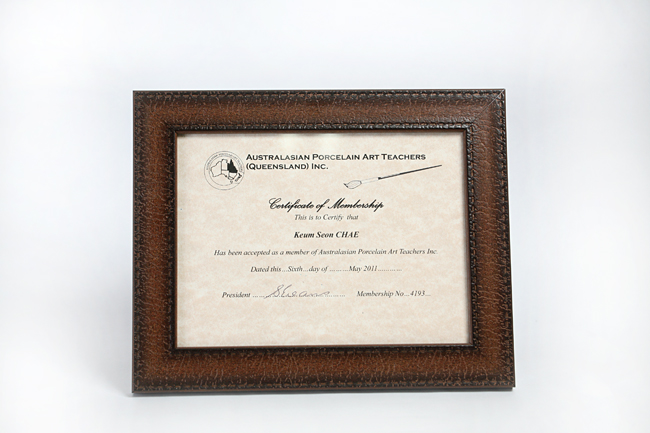 AUSTRALASIAN PORCELAIN ART TEACHERS
(QUEENSLAND) INC.
Certificate of Membership
This is to Certify that
Keum Seon CHAE
Has been accepted as a member of Australasian Porcelain Art Teachers Inc.
Dated this...Sixth...day of .........May 2011...........
President ...... ...... Membership No...4193...